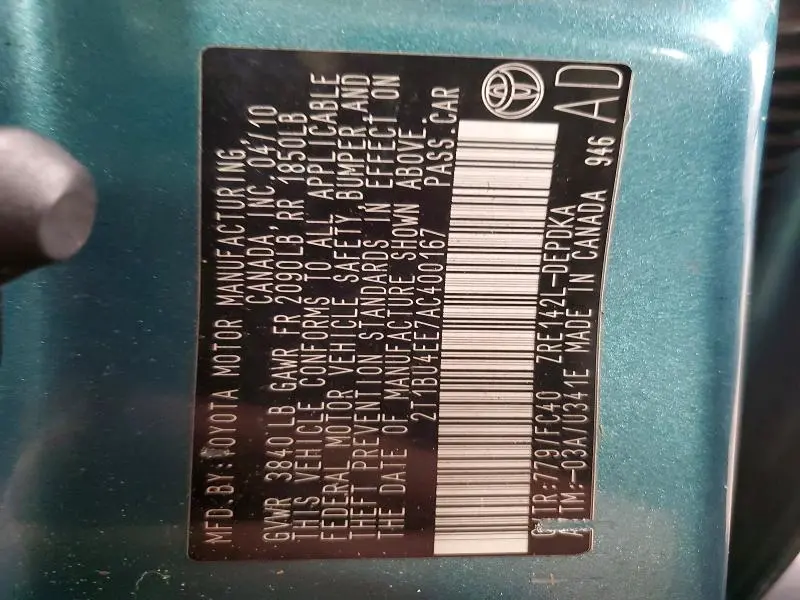 MFD.BY:TOYOTA MOTOR MANUFACTURING,
CANADA, INC. 04/10
GVWR 3840LB GAWR FR 2090LB, RR 1850LB
THIS VEHICLE CONFORMS TO ALL APPLICABLE
FEDERAL MOTOR VEHICLE SAFETY, BUMPER, AND
THEFT PREVENTION STANDARDS IN EFFECT ON
THE DATE OF MANUFACTURE SHOWN ABOVE.
2T1BU4EE7AC400167 PASS.CAR
C/TR:779/FC40 ZRE142L-DEPDKA
A/TM:-03A/U341E MADE IN CANADA 946 AD